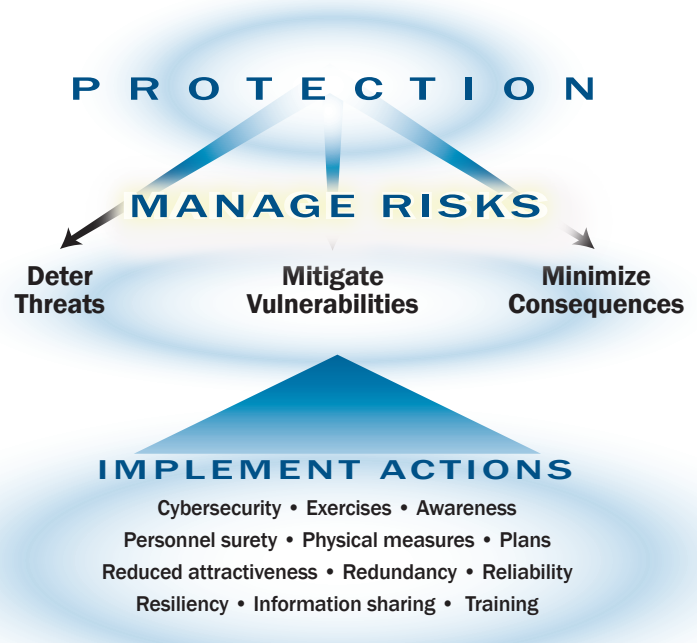 PROTECTION
MANAGE RISKS
Deter
Threats
Mitigate
Vulnerabilities
Minimize
Consequences
IMPLEMENT ACTIONS
Cybersecurity • Exercises • Awareness
Personnel surety • Physical measures • Plans
Reduced attractiveness • Redundancy • Reliability
Resiliency • Information sharing • Training